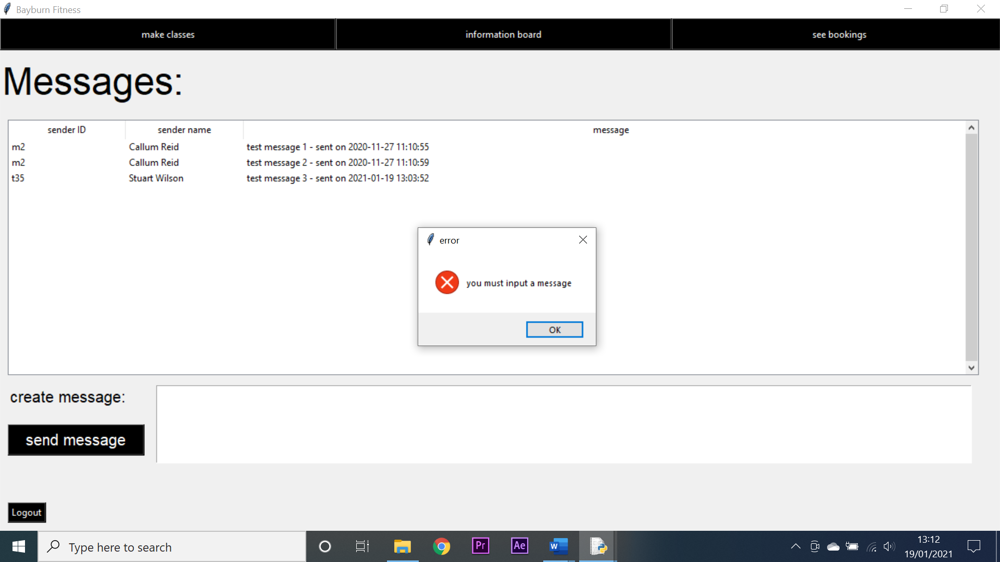 Bayburn Fitness
make classes information board see bookings
Messages:
sender ID sender name message
m2 Callum Reid test message 1 - sent on 2020-11-27 11:10:55
m2 Callum Reid test message 2 - sent on 2020-11-27 11:10:59
t35 Stuart Wilson test message 3 - sent on 2021-01-19 13:03:52
error
you must input a message
OK
create message:
send message
Logout
Type here to search
Pr
Ae
W
13:12
19/01/2021